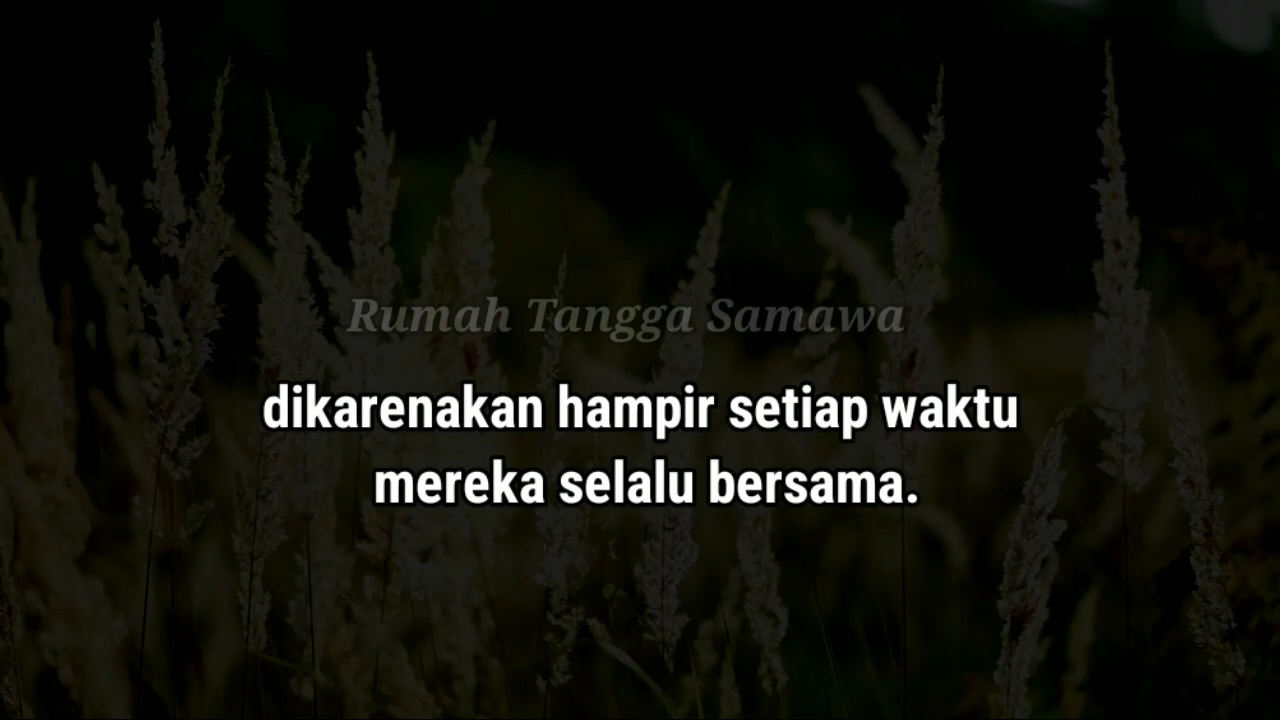 Rumah Tangga Samawa
dikarenakan hampir setiap waktu
mereka selalu bersama.